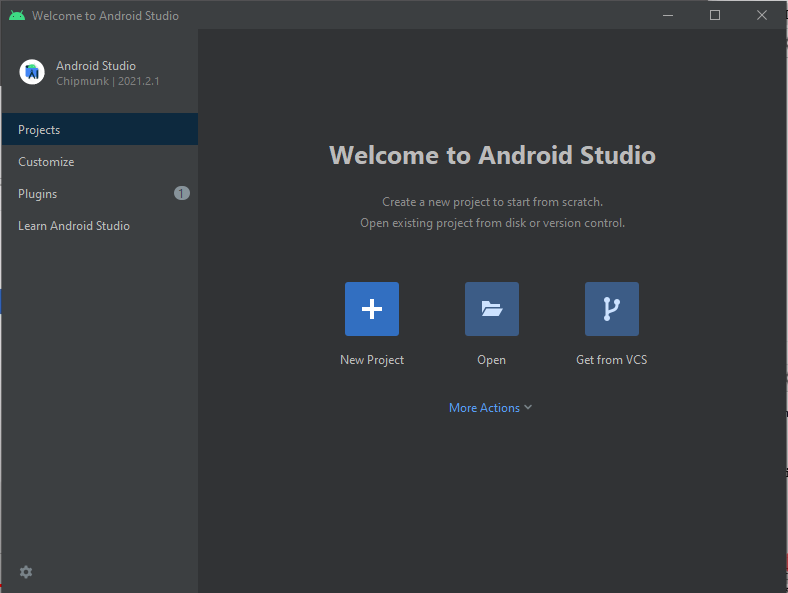 Welcome to Android Studio
Android Studio
Chipmunk | 2021.2.1
Projects
Customize
Plugins
1
Learn Android Studio
Welcome to Android Studio
Create a new project to start from scratch.
Open existing project from disk or version control.
New Project
Open
Get from VCS
More Actions